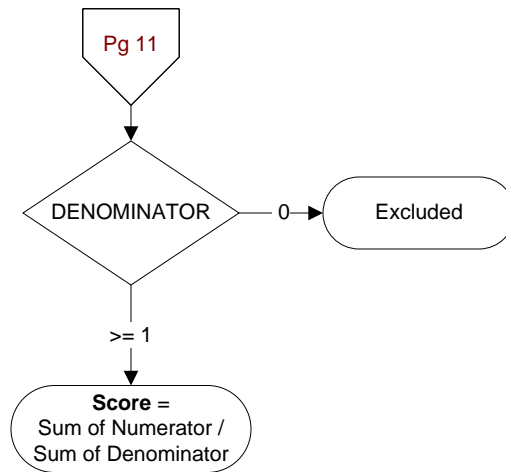 Pg 11
DENOMINATOR
0
Excluded
>= 1
Score =
Sum of Numerator /
Sum of Denominator